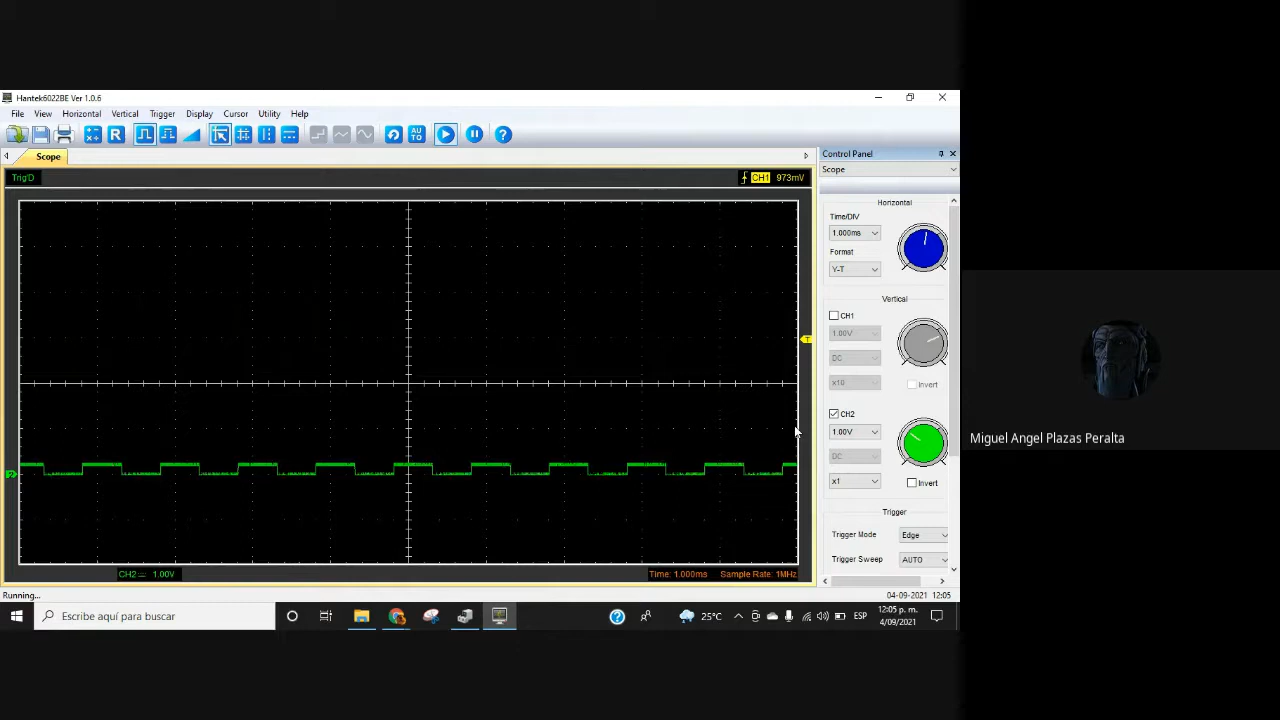 Hantek6022BE Ver 1.0.6
File View Horizontal Vertical Trigger Display Cursor Utility Help
R AUTO ?
Scope
Trig'D
CH1 973mV
T
2
CH2 1.00V
Time: 1.000ms Sample Rate: 1MHz
Control Panel
Scope
Horizontal
Time/DIV
1.000ms
Format
Y-T
Vertical
CH1
1.00V
DC
x10
Invert
CH2
1.00V
DC
x1
Invert
Trigger
Trigger Mode Edge
Trigger Sweep AUTO
Running...
04-09-2021 12:05
Escribe aquí para buscar
25°C
ESP
12:05 p. m.
4/09/2021
Miguel Angel Plazas Peralta